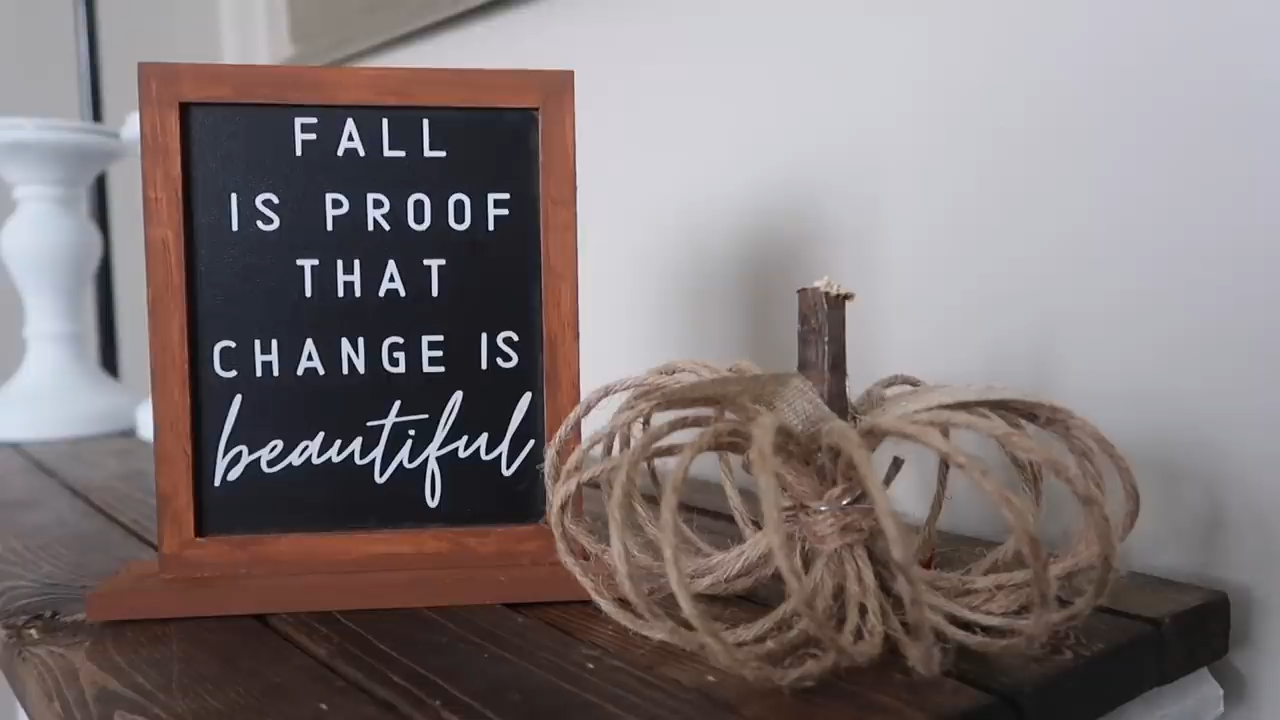 FALL
IS PROOF
THAT
CHANGE IS
beautiful